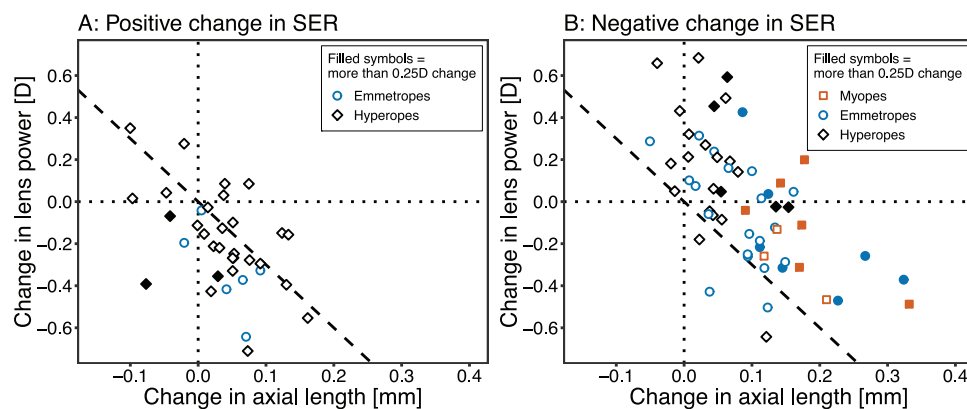 A: Positive change in SER
Change in lens power [D]
0.6
0.4
0.2
0.0
−0.2
−0.4
−0.6
Filled symbols =
more than 0.25D change
Emmetropes
Hyperopes
−0.1 0.0 0.1 0.2 0.3 0.4
Change in axial length [mm]
B: Negative change in SER
Change in lens power [D]
0.6
0.4
0.2
0.0
−0.2
−0.4
−0.6
Filled symbols =
more than 0.25D change
Myopes
Emmetropes
Hyperopes
−0.1 0.0 0.1 0.2 0.3 0.4
Change in axial length [mm]